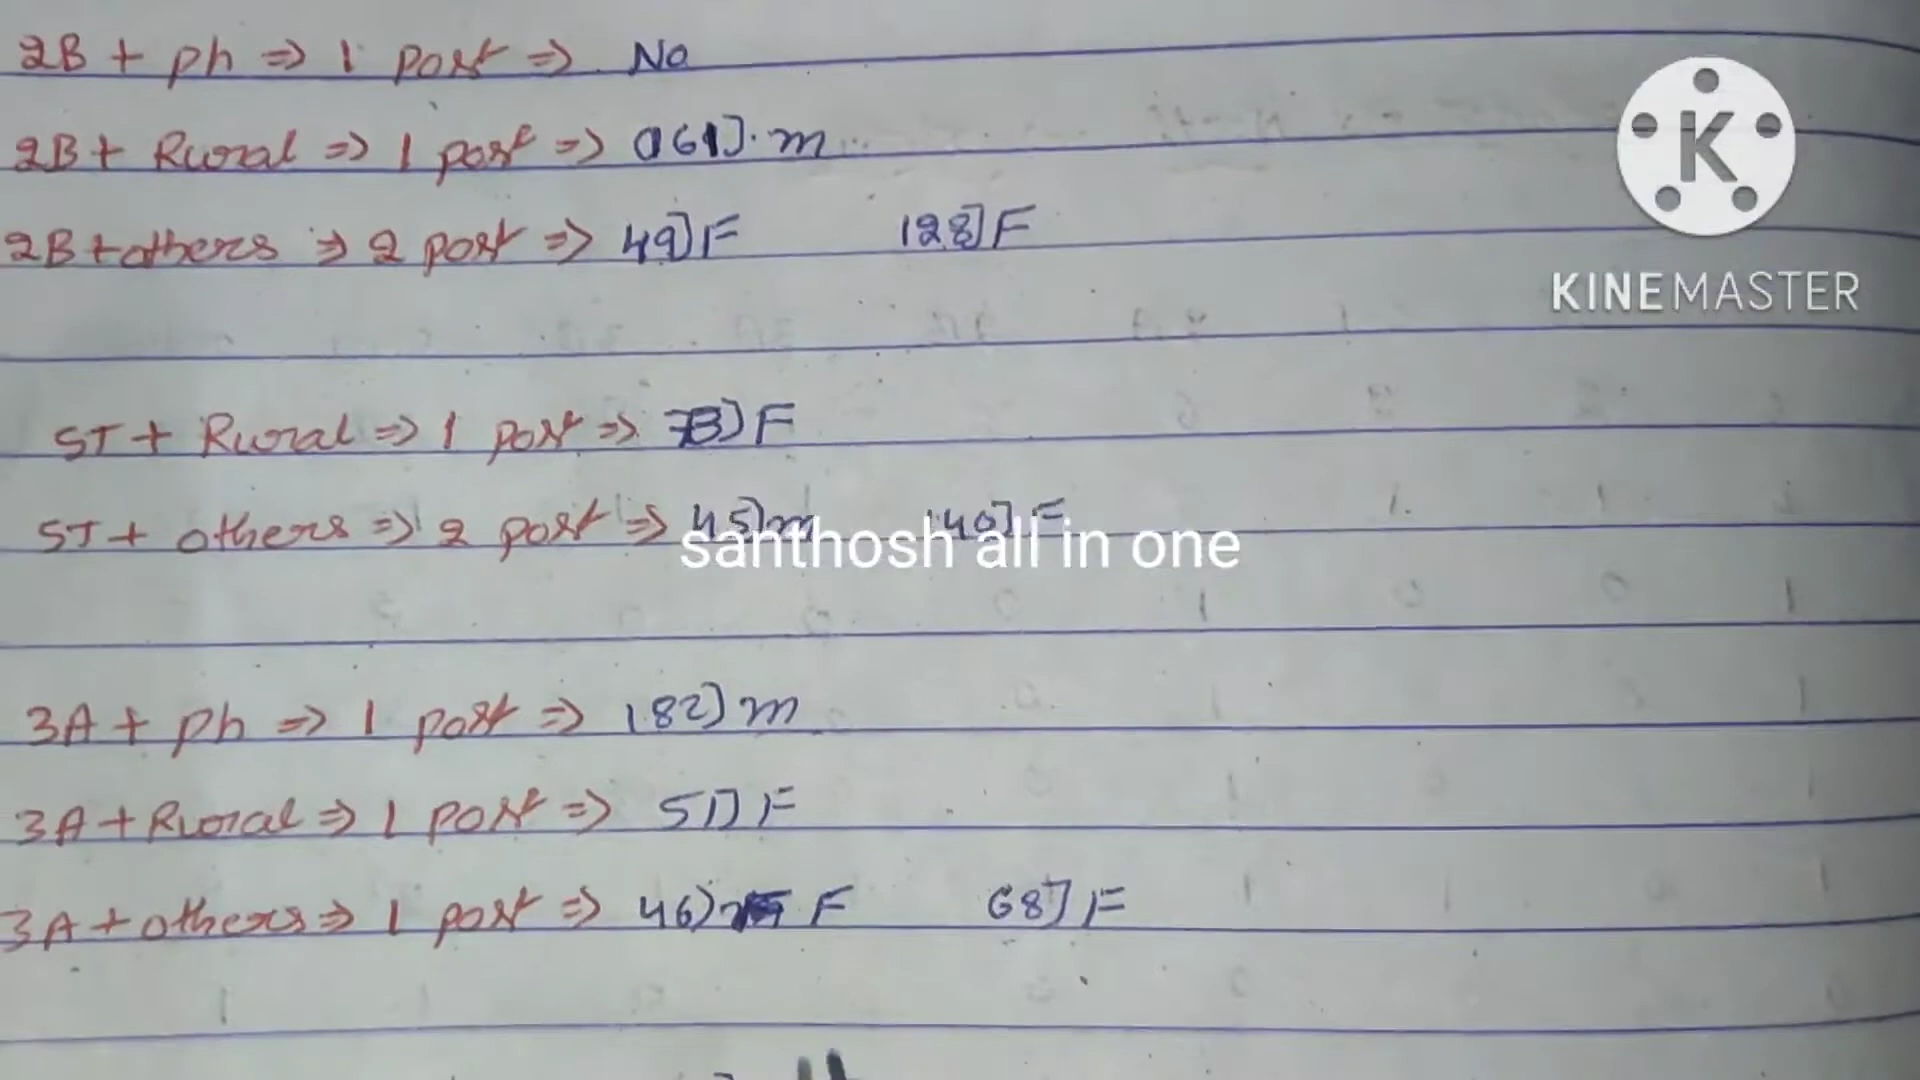 2B + ph => 1 post => No
2B + Rural => 1 post => 061] m
2B + others => 2 post => 49] F 128] F
K
KINEMASTER
ST + Rural => 1 post => F
ST + others => 2 post => 45] m 140] F
santhosh all in one
3A + ph => 1 post => 182) m
3A + Rural => 1 post => 51] F
3A + others => 1 post => 46) F 68] F